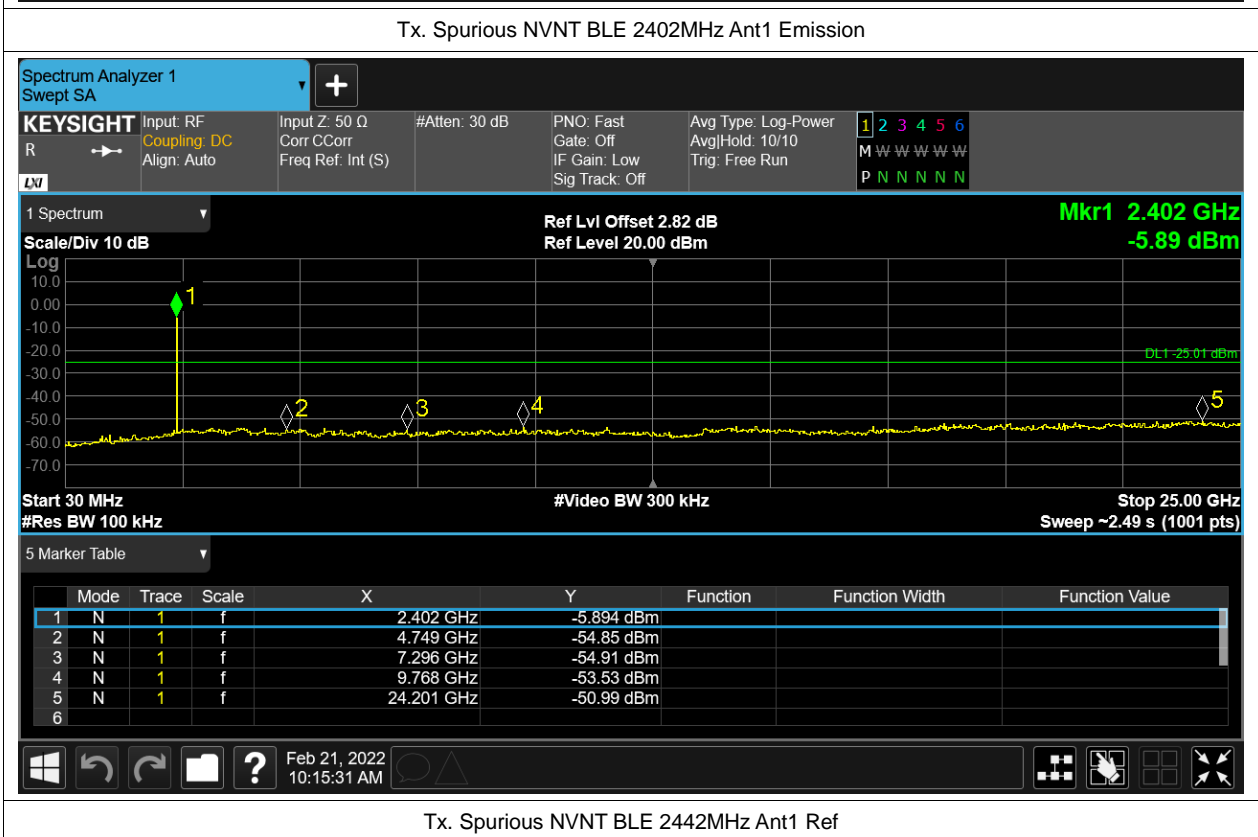 Tx. Spurious NVNT BLE 2402MHz Ant1 Emission
Spectrum Analyzer 1
Swept SA
+
KEYSIGHT Input: RF Input Z: 50 Ω #Atten: 30 dB PNO: Fast Avg Type: Log-Power 1 2 3 4 5 6
R Coupling: DC Corr CCorr Gate: Off Avg|Hold: 10/10 M W W W W W
Align: Auto Freq Ref: Int (S) IF Gain: Low Trig: Free Run
LXI Sig Track: Off P N N N N N
1 Spectrum Ref Lvl Offset 2.82 dB Mkr1 2.402 GHz
Scale/Div 10 dB Ref Level 20.00 dBm -5.89 dBm
Log
10.0
1
0.00
-10.0
-20.0
DL1 -25.01 dBm
-30.0
-40.0
2 3 4 5
-50.0
-60.0
-70.0
Start 30 MHz #Video BW 300 kHz Stop 25.00 GHz
#Res BW 100 kHz Sweep ~2.49 s (1001 pts)
5 Marker Table
Mode Trace Scale X Y Function Function Width Function Value
1 N 1 f 2.402 GHz -5.894 dBm
2 N 1 f 4.749 GHz -54.85 dBm
3 N 1 f 7.296 GHz -54.91 dBm
4 N 1 f 9.768 GHz -53.53 dBm
5 N 1 f 24.201 GHz -50.99 dBm
6
? Feb 21, 2022
10:15:31 AM
Tx. Spurious NVNT BLE 2442MHz Ant1 Ref